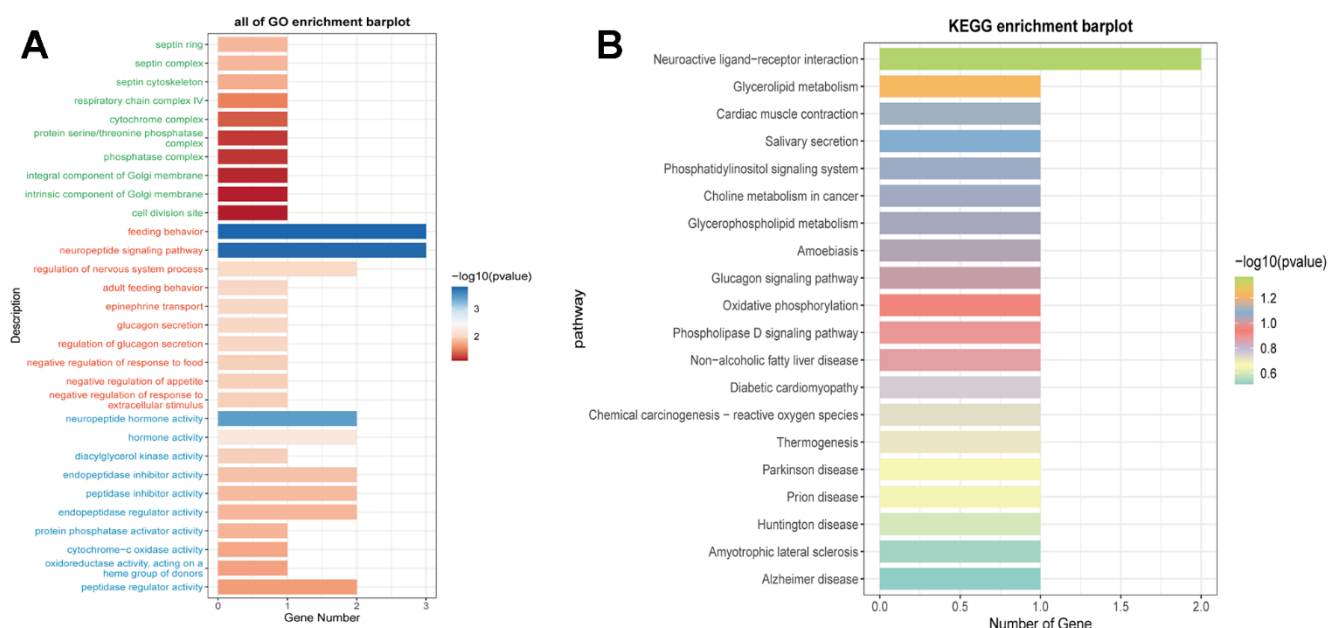 A
all of GO enrichment barplot
Description
septin ring
septin complex
septin cytoskeleton
respiratory chain complex IV
cytochrome complex
protein serine/threonine phosphatase
complex
phosphatase complex
integral component of Golgi membrane
intrinsic component of Golgi membrane
cell division site
feeding behavior
neuropeptide signaling pathway
regulation of nervous system process
adult feeding behavior
epinephrine transport
glucagon secretion
regulation of glucagon secretion
negative regulation of response to food
negative regulation of appetite
negative regulation of response to
extracellular stimulus
neuropeptide hormone activity
hormone activity
diacylglycerol kinase activity
endopeptidase inhibitor activity
peptidase inhibitor activity
endopeptidase regulator activity
protein phosphatase activator activity
cytochrome−c oxidase activity
oxidoreductase activity, acting on a
heme group of donors
peptidase regulator activity
0 1 2 3
Gene Number
−log10(pvalue)
3
2
B
KEGG enrichment barplot
pathway
Neuroactive ligand−receptor interaction
Glycerolipid metabolism
Cardiac muscle contraction
Salivary secretion
Phosphatidylinositol signaling system
Choline metabolism in cancer
Glycerophospholipid metabolism
Amoebiasis
Glucagon signaling pathway
Oxidative phosphorylation
Phospholipase D signaling pathway
Non−alcoholic fatty liver disease
Diabetic cardiomyopathy
Chemical carcinogenesis − reactive oxygen species
Thermogenesis
Parkinson disease
Prion disease
Huntington disease
Amyotrophic lateral sclerosis
Alzheimer disease
0.0 0.5 1.0 1.5 2.0
Number of Gene
−log10(pvalue)
1.2
1.0
0.8
0.6